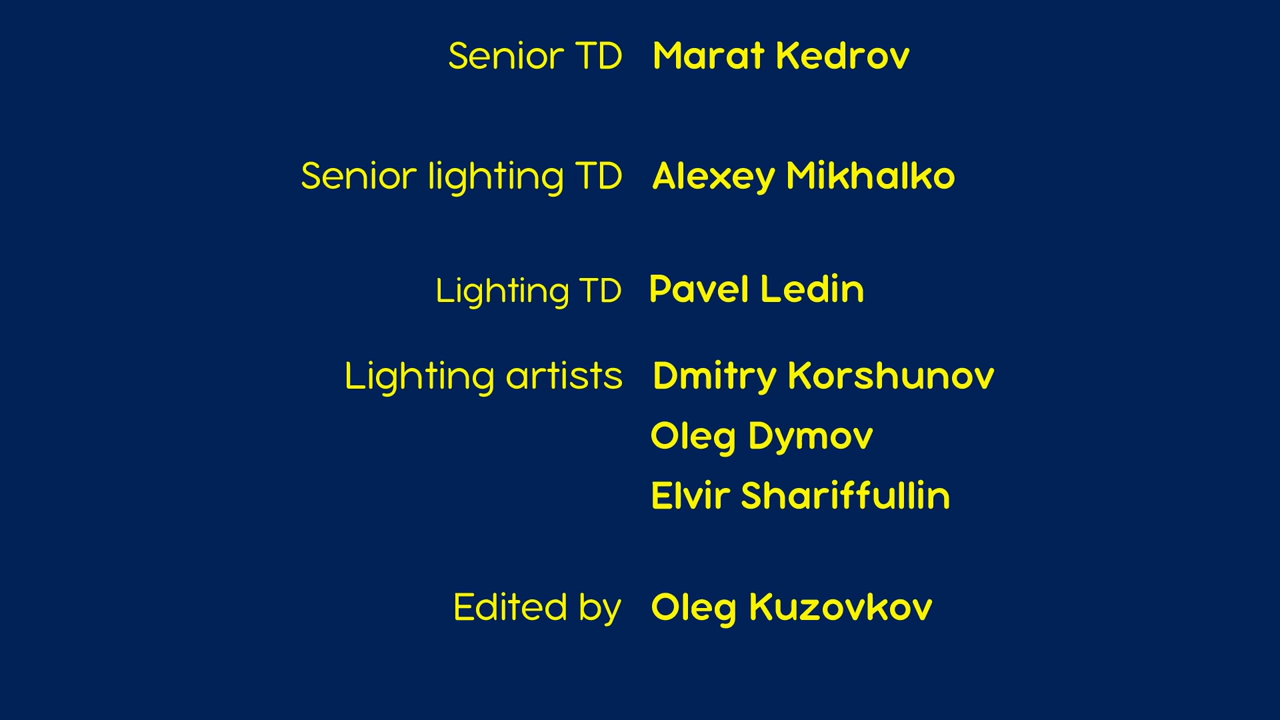 Senior TD Marat Kedrov
Senior lighting TD Alexey Mikhalko
Lighting TD Pavel Ledin
Lighting artists Dmitry Korshunov
Oleg Dymov
Elvir Shariffullin
Edited by Oleg Kuzovkov